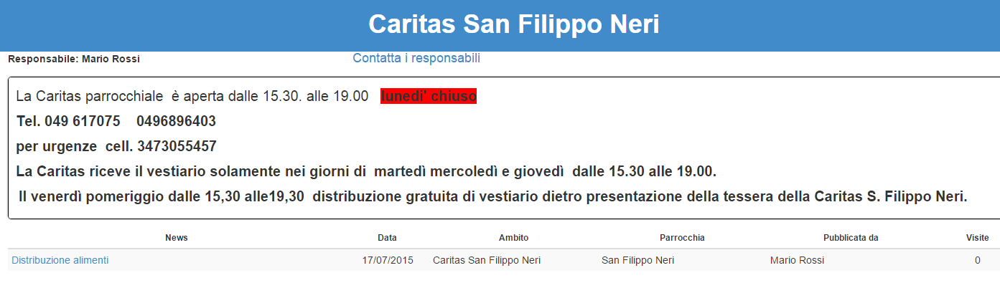 Caritas San Filippo Neri
Responsabile: Mario Rossi Contatta i responsabili
La Caritas parrocchiale è aperta dalle 15.30. alle 19.00 lunedi' chiuso
Tel. 049 617075 0496896403
per urgenze cell. 3473055457
La Caritas riceve il vestiario solamente nei giorni di martedì mercoledì e giovedì dalle 15.30 alle 19.00.
Il venerdì pomeriggio dalle 15,30 alle19,30 distribuzione gratuita di vestiario dietro presentazione della tessera della Caritas S. Filippo Neri.
News Data Ambito Parrocchia Pubblicata da Visite
Distribuzione alimenti 17/07/2015 Caritas San Filippo Neri San Filippo Neri Mario Rossi 0